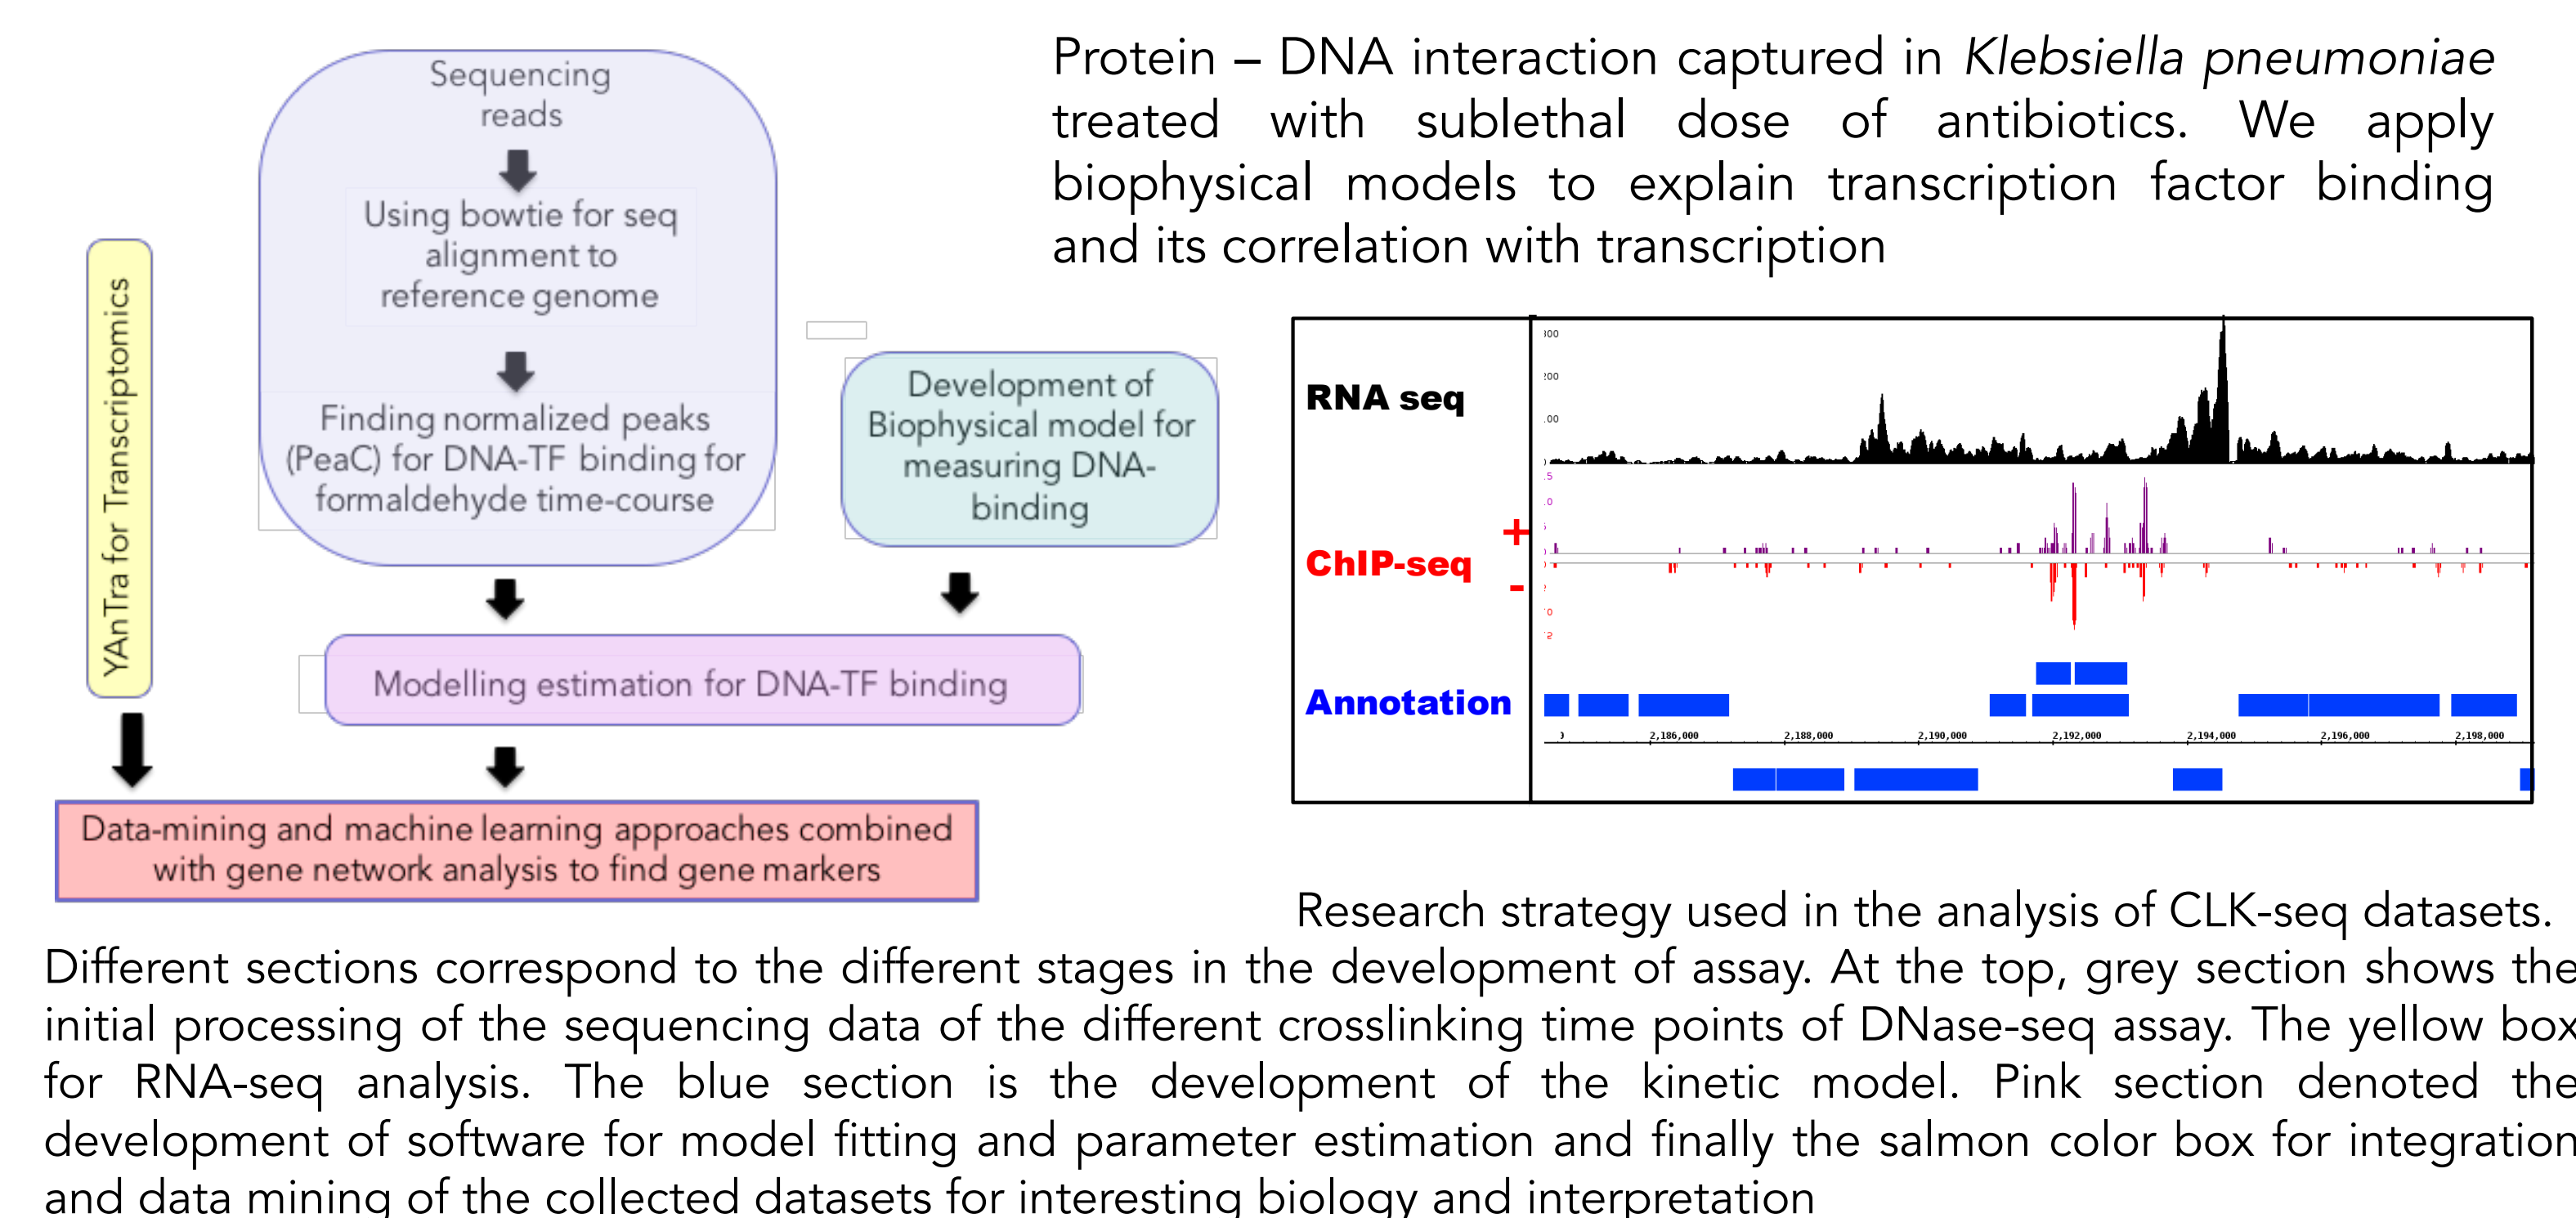 Protein – DNA interaction captured in Klebsiella pneumoniae
treated with sublethal dose of antibiotics. We apply
biophysical models to explain transcription factor binding
and its correlation with transcription
Sequencing
reads
Using bowtie for seq
alignment to
reference genome
Finding normalized peaks
(PeaC) for DNA-TF binding for
formaldehyde time-course
YAnTra for Transcriptomics
Development of
Biophysical model for
measuring DNA-
binding
Modelling estimation for DNA-TF binding
Data-mining and machine learning approaches combined
with gene network analysis to find gene markers
RNA seq
+
ChIP-seq
-
Annotation
2,186,000 2,188,000 2,190,000 2,192,000 2,194,000 2,196,000 2,198,000
Research strategy used in the analysis of CLK-seq datasets.
Different sections correspond to the different stages in the development of assay. At the top, grey section shows the
initial processing of the sequencing data of the different crosslinking time points of DNase-seq assay. The yellow box
for RNA-seq analysis. The blue section is the development of the kinetic model. Pink section denoted the
development of software for model fitting and parameter estimation and finally the salmon color box for integration
and data mining of the collected datasets for interesting biology and interpretation